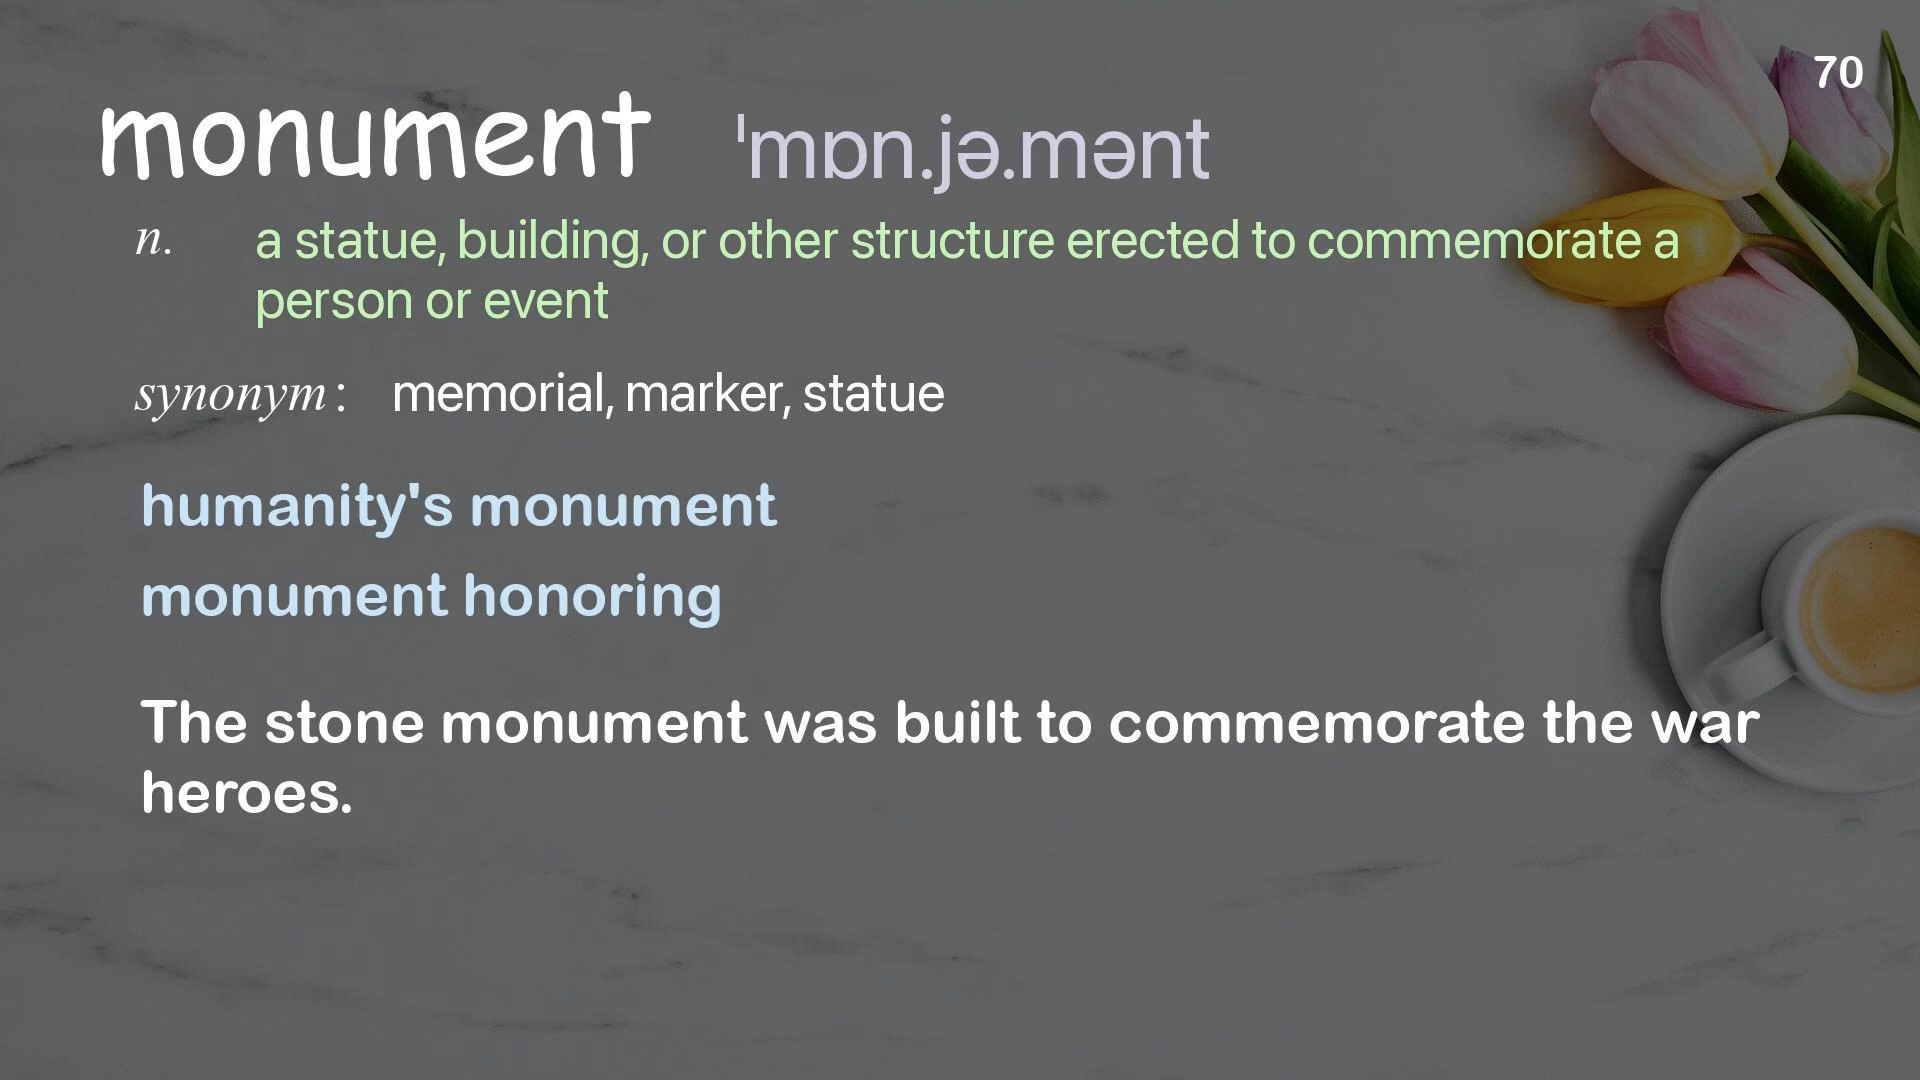 70
monument ˈmɒn.jə.mənt
n. a statue, building, or other structure erected to commemorate a
person or event
synonym: memorial, marker, statue
humanity's monument
monument honoring
The stone monument was built to commemorate the war
heroes.